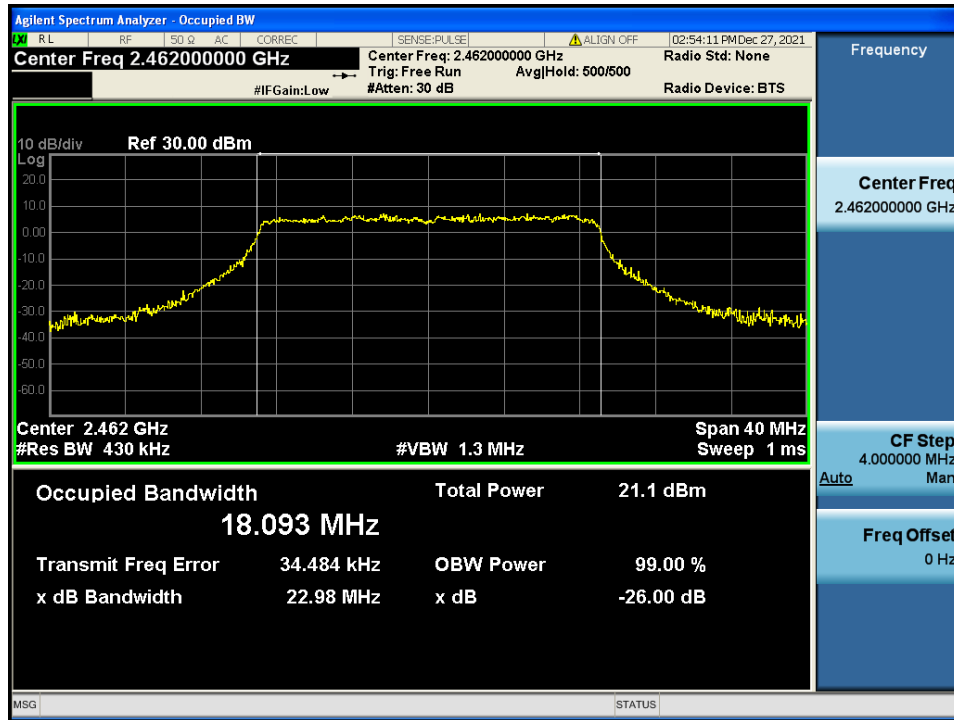 Agilent Spectrum Analyzer - Occupied BW
LXI RL RF 50 Ω AC CORREC SENSE:PULSE ALIGN OFF 02:54:11 PM Dec 27, 2021
Center Freq 2.462000000 GHz
Center Freq: 2.462000000 GHz Radio Std: None
Trig: Free Run Avg|Hold: 500/500
#IFGain:Low #Atten: 30 dB Radio Device: BTS
10 dB/div Ref 30.00 dBm
Log
20.0
10.0
0.00
-10.0
-20.0
-30.0
-40.0
-50.0
-60.0
Center 2.462 GHz Span 40 MHz
#Res BW 430 kHz #VBW 1.3 MHz Sweep 1 ms
Occupied Bandwidth Total Power 21.1 dBm
18.093 MHz
Transmit Freq Error 34.484 kHz OBW Power 99.00 %
x dB Bandwidth 22.98 MHz x dB -26.00 dB
MSG STATUS
Frequency
Center Freq
2.462000000 GHz
CF Step
4.000000 MHz
Auto Man
Freq Offset
0 Hz